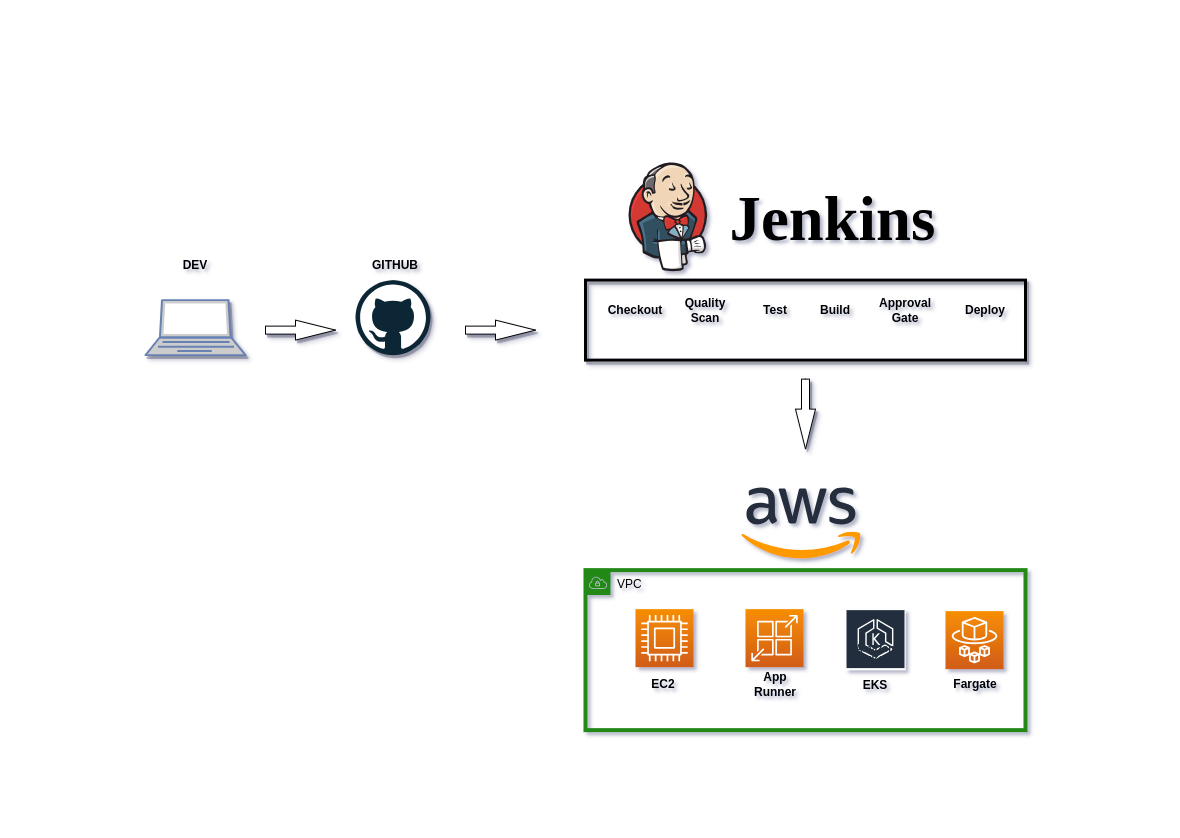 Jenkins
DEV
GITHUB
Checkout
Quality
Scan
Test
Build
Approval
Gate
Deploy
aws
VPC
EC2
App
Runner
K
EKS
Fargate